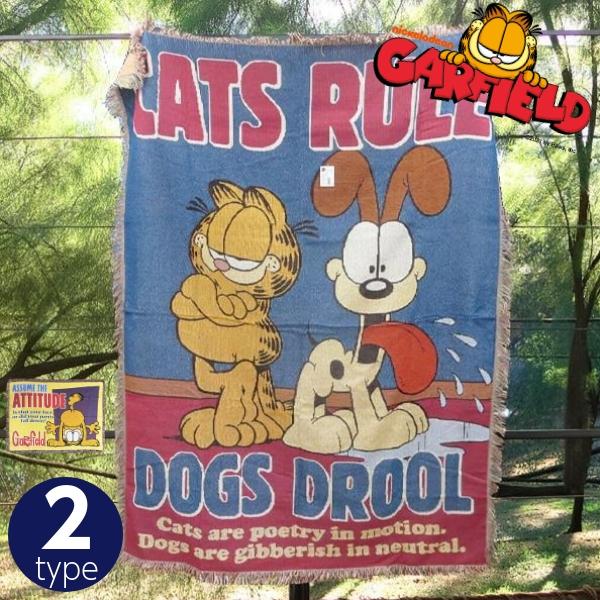 nickelodeon
GARFIELD
CATS RULE
DOGS DROOL
Cats are poetry in motion.
Dogs are gibberish in neutral.
ASSUME THE
ATTITUDE
Garfield
2
type